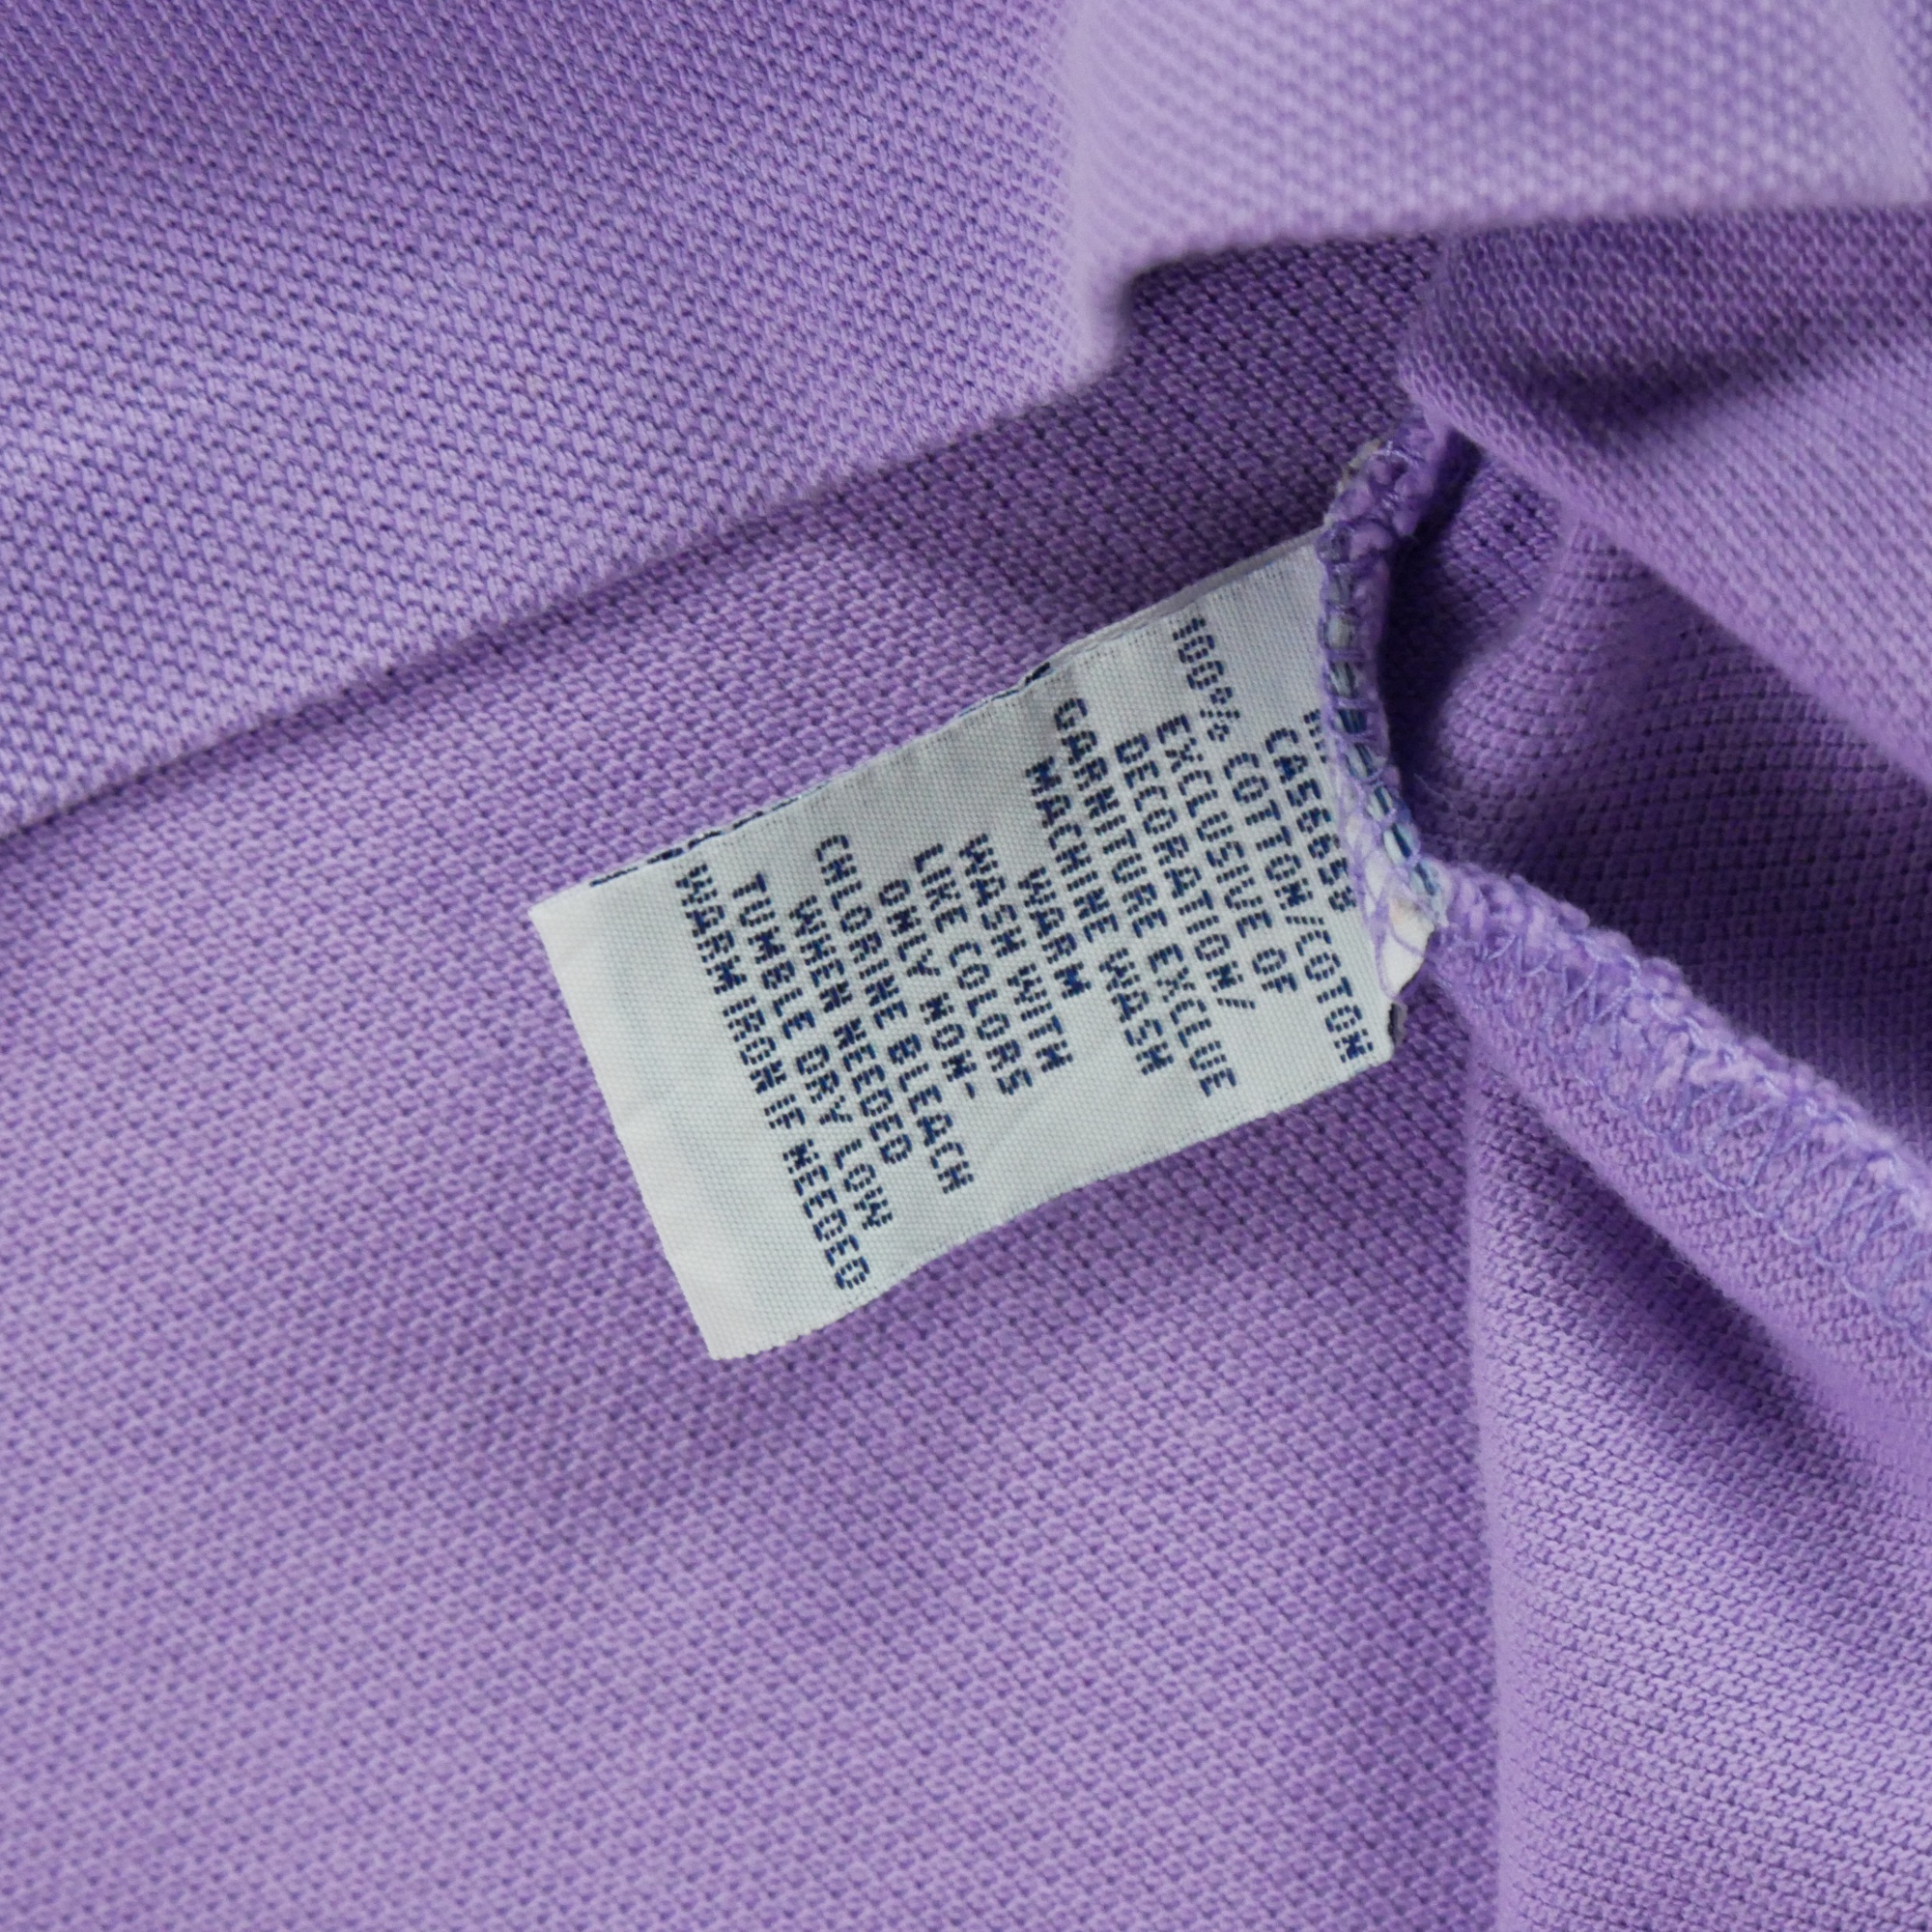 CA56659
100% COTTON/COTON
EXCLUSIVE OF
DECORATION/
GARNITURE EXCLUE
MACHINE WASH
WARM
WASH WITH
LIKE COLORS
ONLY NON-
CHLORINE BLEACH
WHEN NEEDED
TUMBLE DRY LOW
WARM IRON IF NEEDED